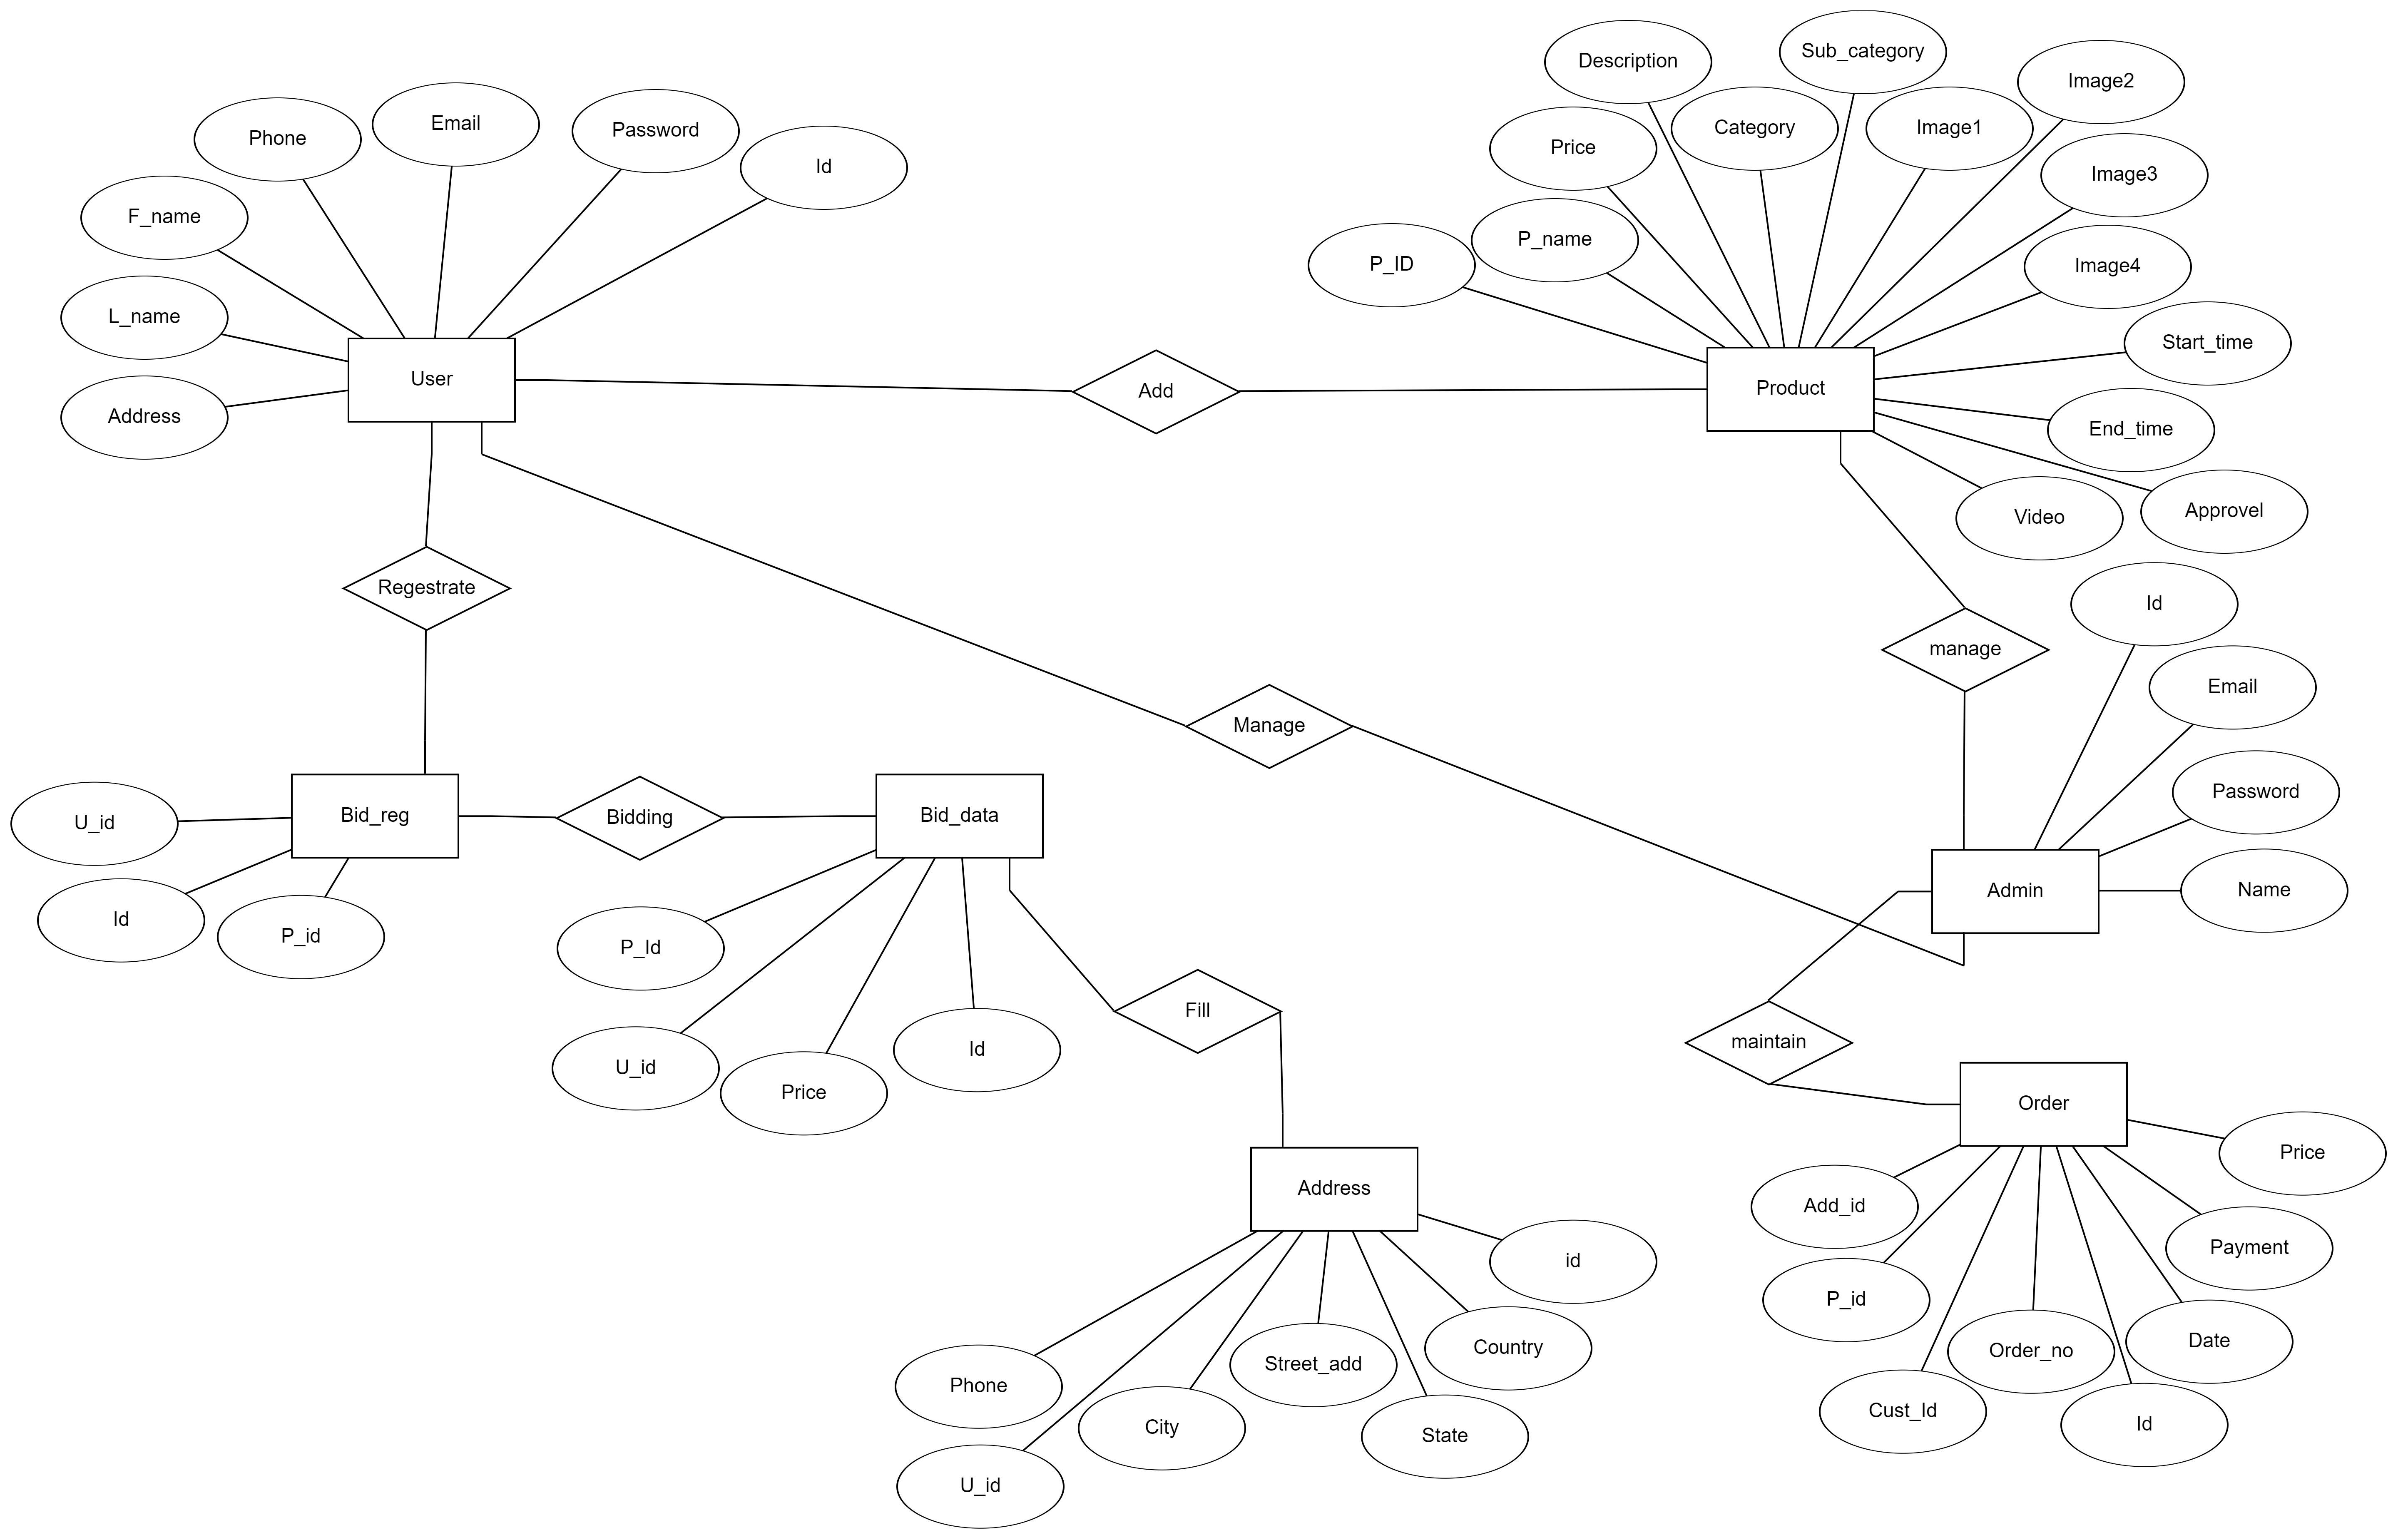 Sub_category
Description
Image2
Email
Password
Category
Image1
Phone
Price
Id
Image3
F_name
P_name
P_ID
Image4
L_name
Start_time
User
Add
Product
Address
End_time
Approvel
Video
Regestrate
Id
manage
Email
Manage
Password
U_id
Bid_reg
Bidding
Bid_data
Admin
Name
Id
P_id
P_Id
Fill
maintain
Id
U_id
Price
Order
Price
Address
Add_id
Payment
id
P_id
Country
Date
Order_no
Street_add
Phone
Cust_Id
Id
City
State
U_id